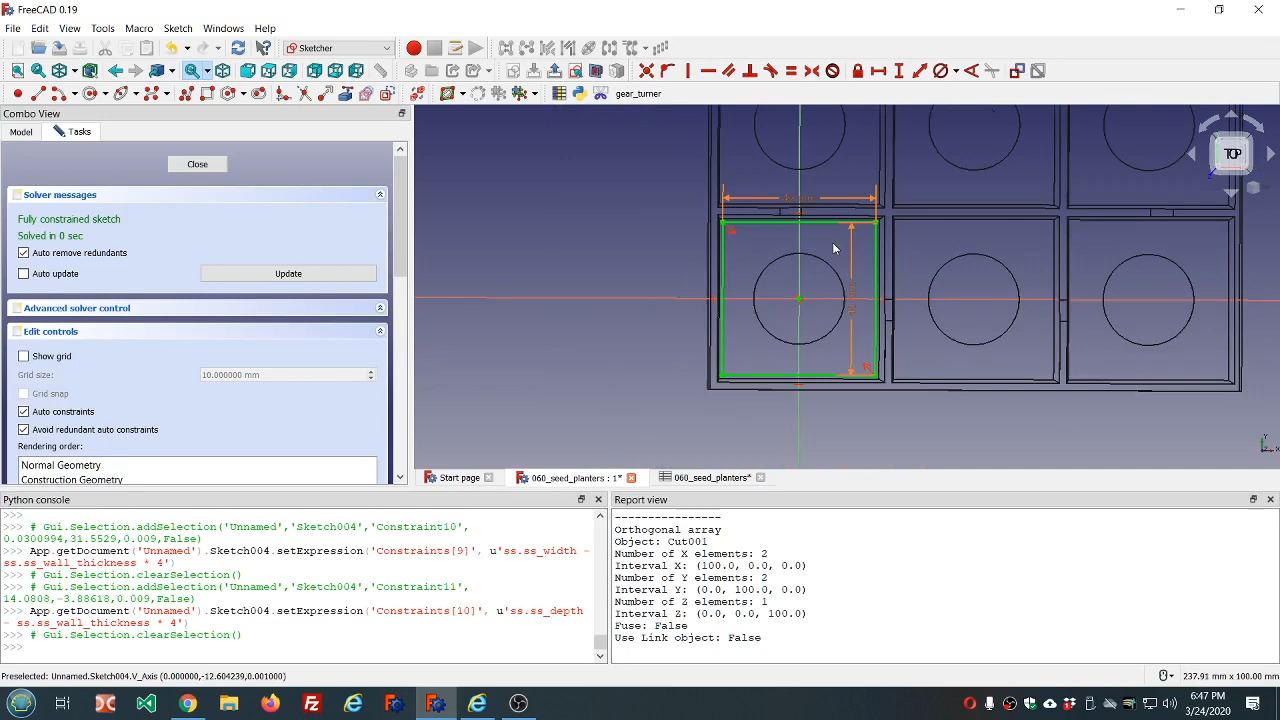 FreeCAD 0.19
File Edit View Tools Macro Sketch Windows Help
Sketcher
gear_turner
Combo View
Model Tasks
Close
Solver messages
Fully constrained sketch
Solved in 0 sec
Auto remove redundants
Auto update
Update
Advanced solver control
Edit controls
Show grid
Grid size:
10.000000 mm
Grid snap
Auto constraints
Avoid redundant auto constraints
Rendering order:
Normal Geometry
Construction Geometry
TOP
Start page
060_seed_planters : 1*
060_seed_planters*
Python console
>>>
>>> # Gui.Selection.addSelection('Unnamed','Sketch004','Constraint10',
0.0300994,31.5529,0.009,False)
>>> App.getDocument('Unnamed').Sketch004.setExpression('Constraints[9]', u'ss.ss_width -
ss.ss_wall_thickness * 4')
>>> # Gui.Selection.clearSelection()
>>> # Gui.Selection.addSelection('Unnamed','Sketch004','Constraint11',
14.0808,-3.88618,0.009,False)
>>> App.getDocument('Unnamed').Sketch004.setExpression('Constraints[10]', u'ss.ss_depth
- ss.ss_wall_thickness * 4')
>>> # Gui.Selection.clearSelection()
>>>
Report view
----------------
Orthogonal array
Object: Cut001
Number of X elements: 2
Interval X: (100.0, 0.0, 0.0)
Number of Y elements: 2
Interval Y: (0.0, 100.0, 0.0)
Number of Z elements: 1
Interval Z: (0.0, 0.0, 100.0)
Fuse: False
Use Link object: False
Preselected: Unnamed.Sketch004.V_Axis (0.000000,-12.604239,0.001000)
237.91 mm x 100.00 mm
6:47 PM
3/24/2020